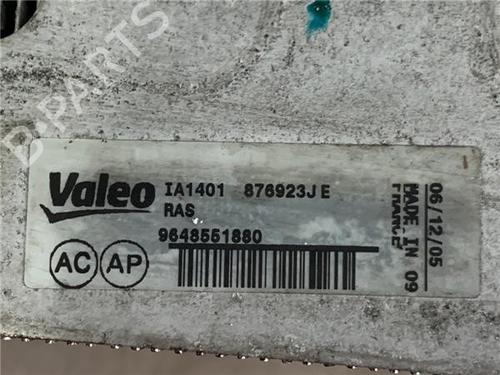 B-PARTS
Valeo
IA1401 876923J E
RAS
9648551880
AC AP
06/12/05
MADE IN 09
FRANCE